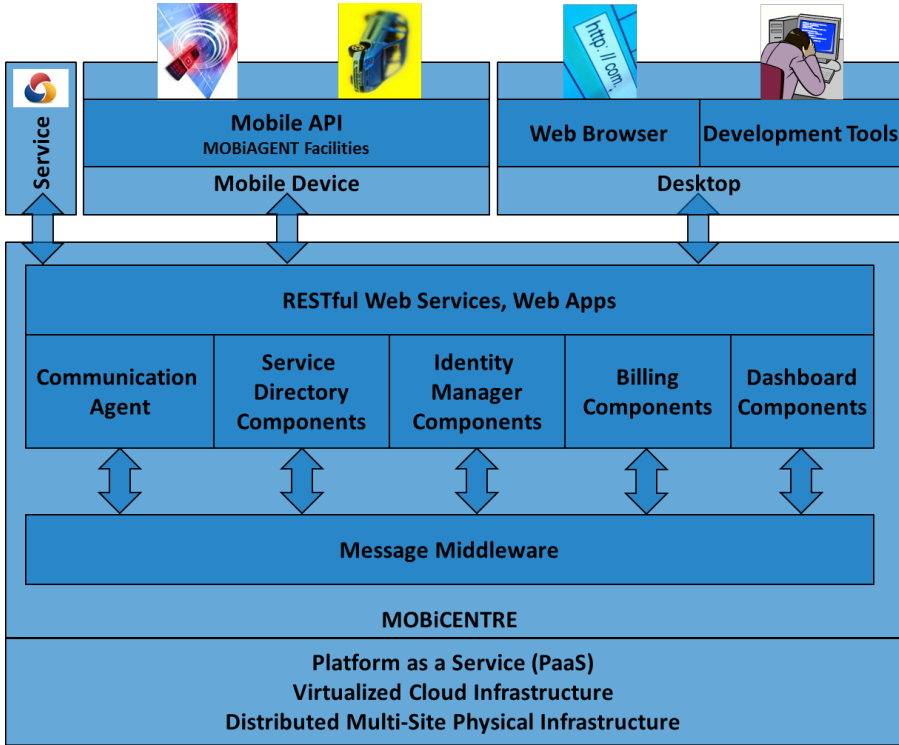 http: // com.
Service
Mobile API
MOBiAGENT Facilities
Mobile Device
Web Browser
Development Tools
Desktop
RESTful Web Services, Web Apps
Communication
Agent
Service
Directory
Components
Identity
Manager
Components
Billing
Components
Dashboard
Components
Message Middleware
MOBiCENTRE
Platform as a Service (PaaS)
Virtualized Cloud Infrastructure
Distributed Multi-Site Physical Infrastructure